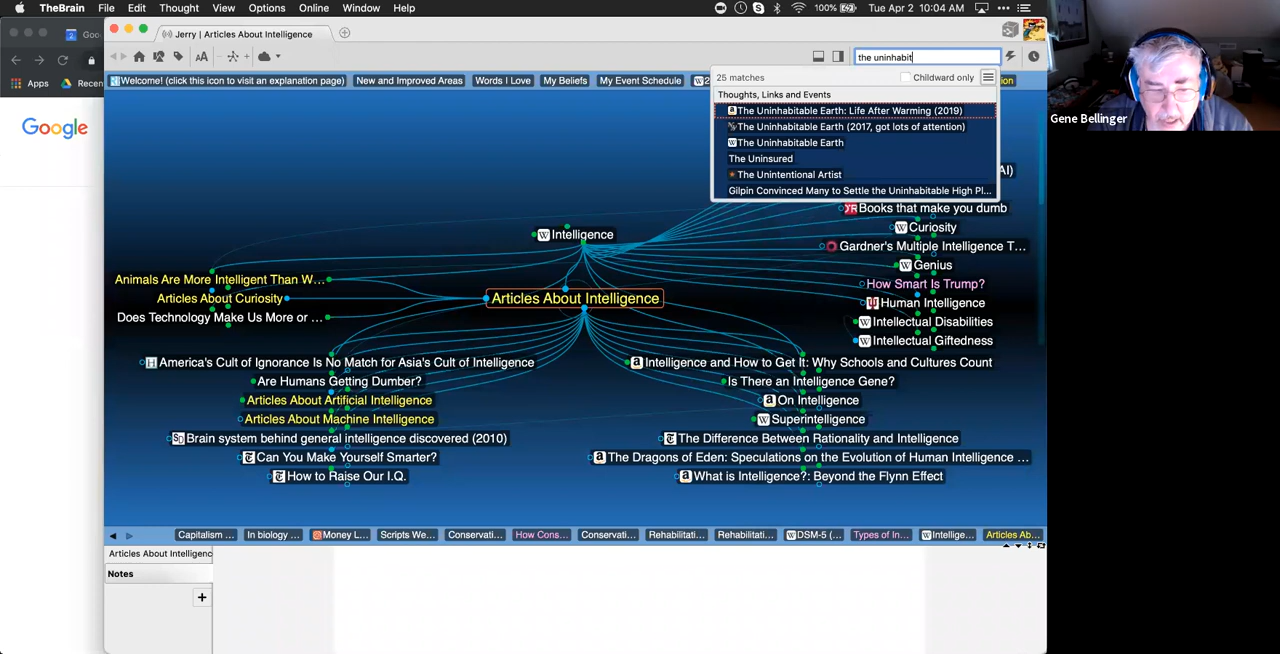 TheBrain File Edit Thought View Options Online Window Help 100% Tue Apr 2 10:04 AM
Jerry | Articles About Intelligence
AA
the uninhabit
Apps Recen
Goo
Google
Welcome! (click this icon to visit an explanation page) New and Improved Areas Words I Love My Beliefs My Event Schedule
25 matches Childward only
Thoughts, Links and Events
The Uninhabitable Earth: Life After Warming (2019)
The Uninhabitable Earth (2017, got lots of attention)
The Uninhabitable Earth
The Uninsured
The Unintentional Artist
Gilpin Convinced Many to Settle the Uninhabitable High Pl...
Gene Bellinger
AI)
Books that make you dumb
Intelligence
Curiosity
Gardner's Multiple Intelligence T...
Genius
Animals Are More Intelligent Than W...
How Smart Is Trump?
Articles About Curiosity
Articles About Intelligence
Human Intelligence
Does Technology Make Us More or ...
Intellectual Disabilities
Intellectual Giftedness
America's Cult of Ignorance Is No Match for Asia's Cult of Intelligence
Intelligence and How to Get It: Why Schools and Cultures Count
Are Humans Getting Dumber?
Is There an Intelligence Gene?
Articles About Artificial Intelligence
On Intelligence
Articles About Machine Intelligence
Superintelligence
Brain system behind general intelligence discovered (2010)
The Difference Between Rationality and Intelligence
Can You Make Yourself Smarter?
The Dragons of Eden: Speculations on the Evolution of Human Intelligence ...
How to Raise Our I.Q.
What is Intelligence?: Beyond the Flynn Effect
Capitalism ... In biology ... Money L... Scripts We... Conservati... How Cons... Conservati... Rehabilitati... Rehabilitati... DSM-5 (... Types of In... Intellige... Articles Ab...
Articles About Intelligenc
Notes